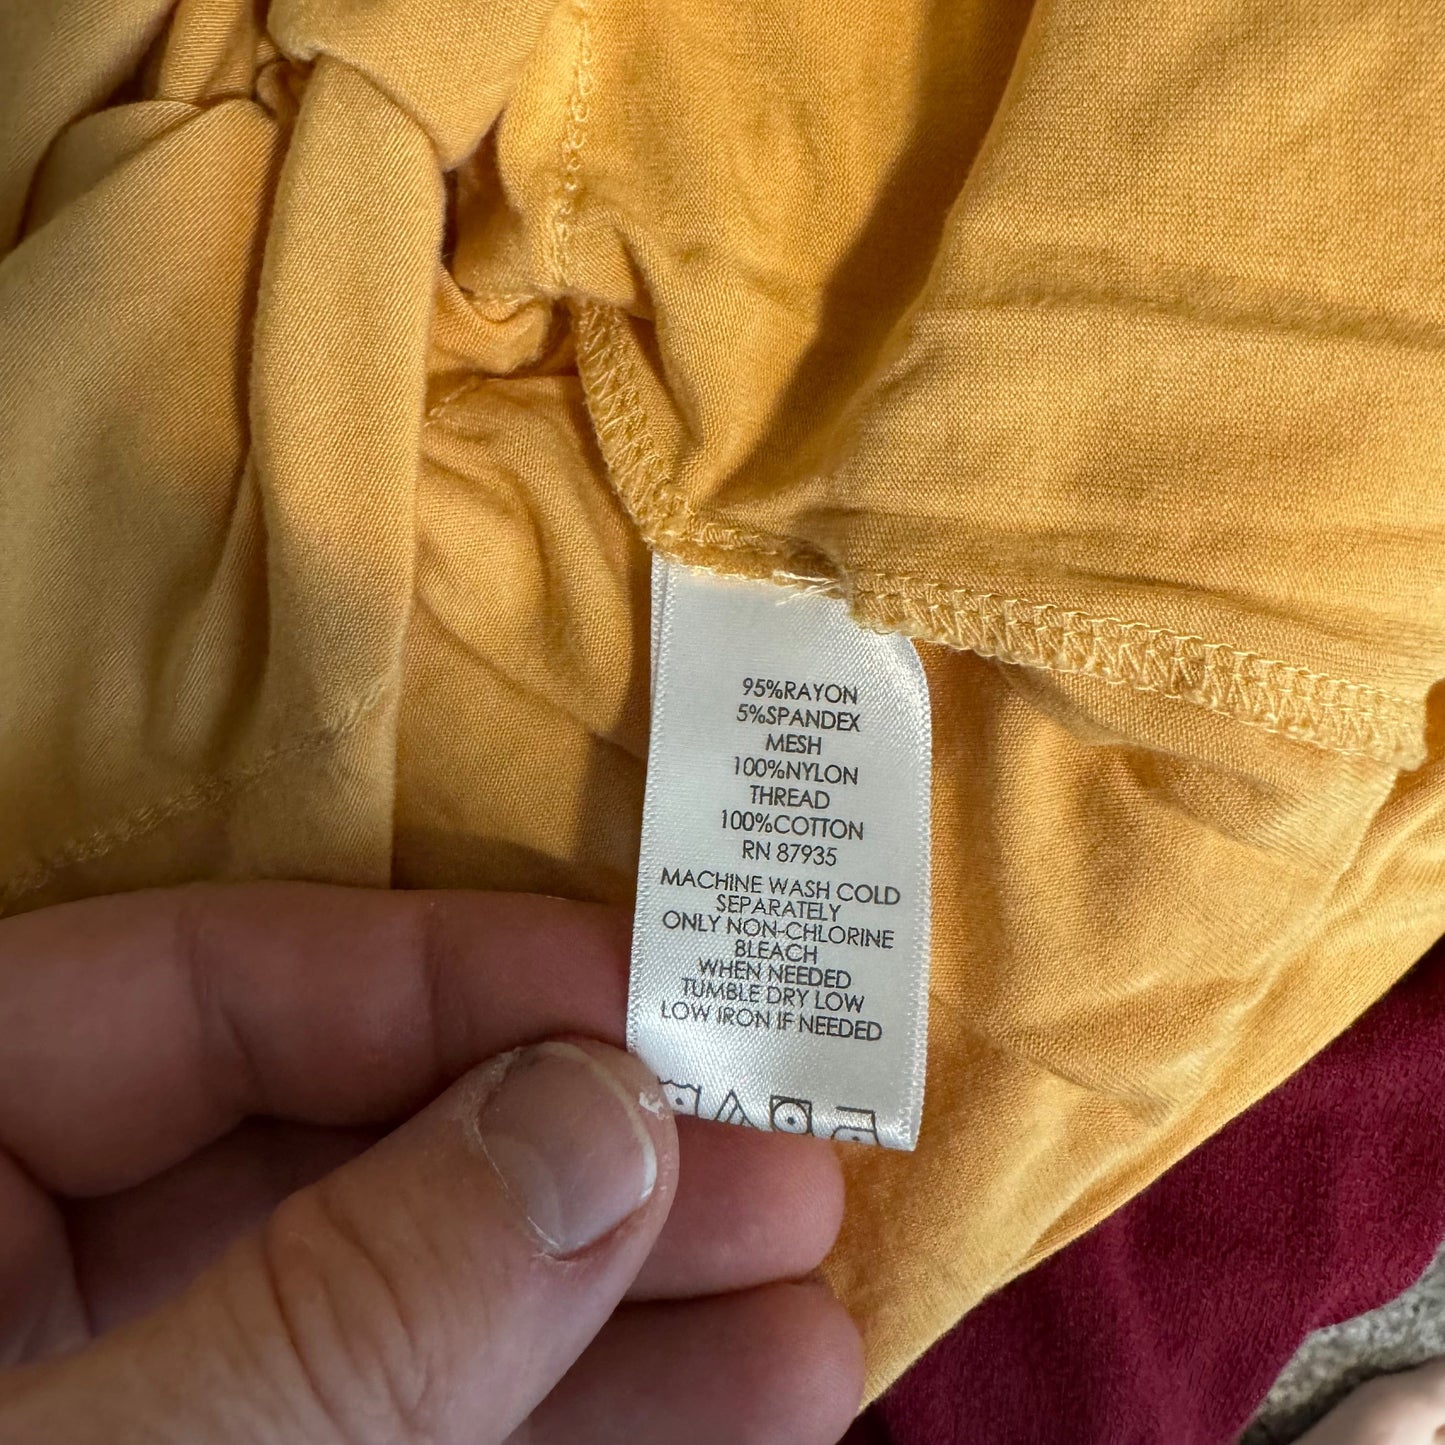 95%RAYON
5%SPANDEX
MESH
100%NYLON
THREAD
100%COTTON
RN 87935
MACHINE WASH COLD
SEPARATELY
ONLY NON-CHLORINE
BLEACH
WHEN NEEDED
TUMBLE DRY LOW
LOW IRON IF NEEDED